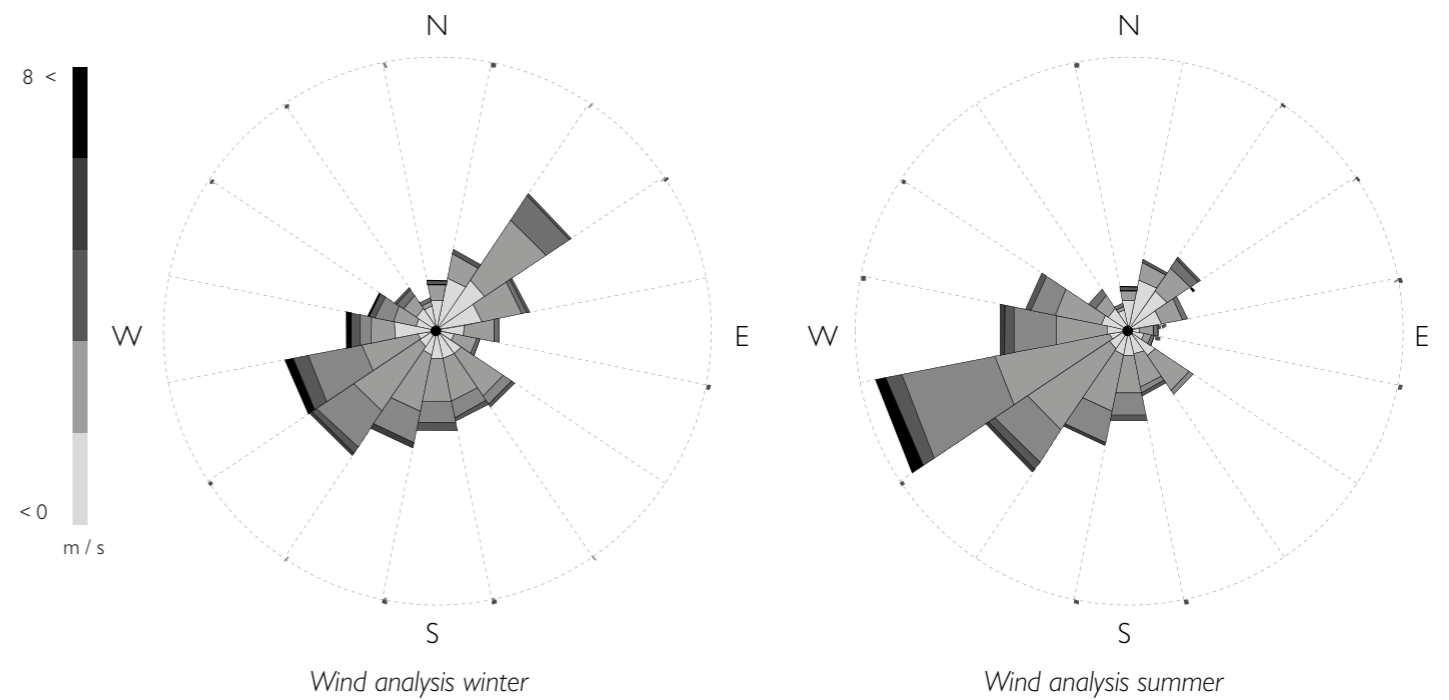 8 <
< 0
m / s
N
W
E
S
Wind analysis winter
N
W
E
S
Wind analysis summer